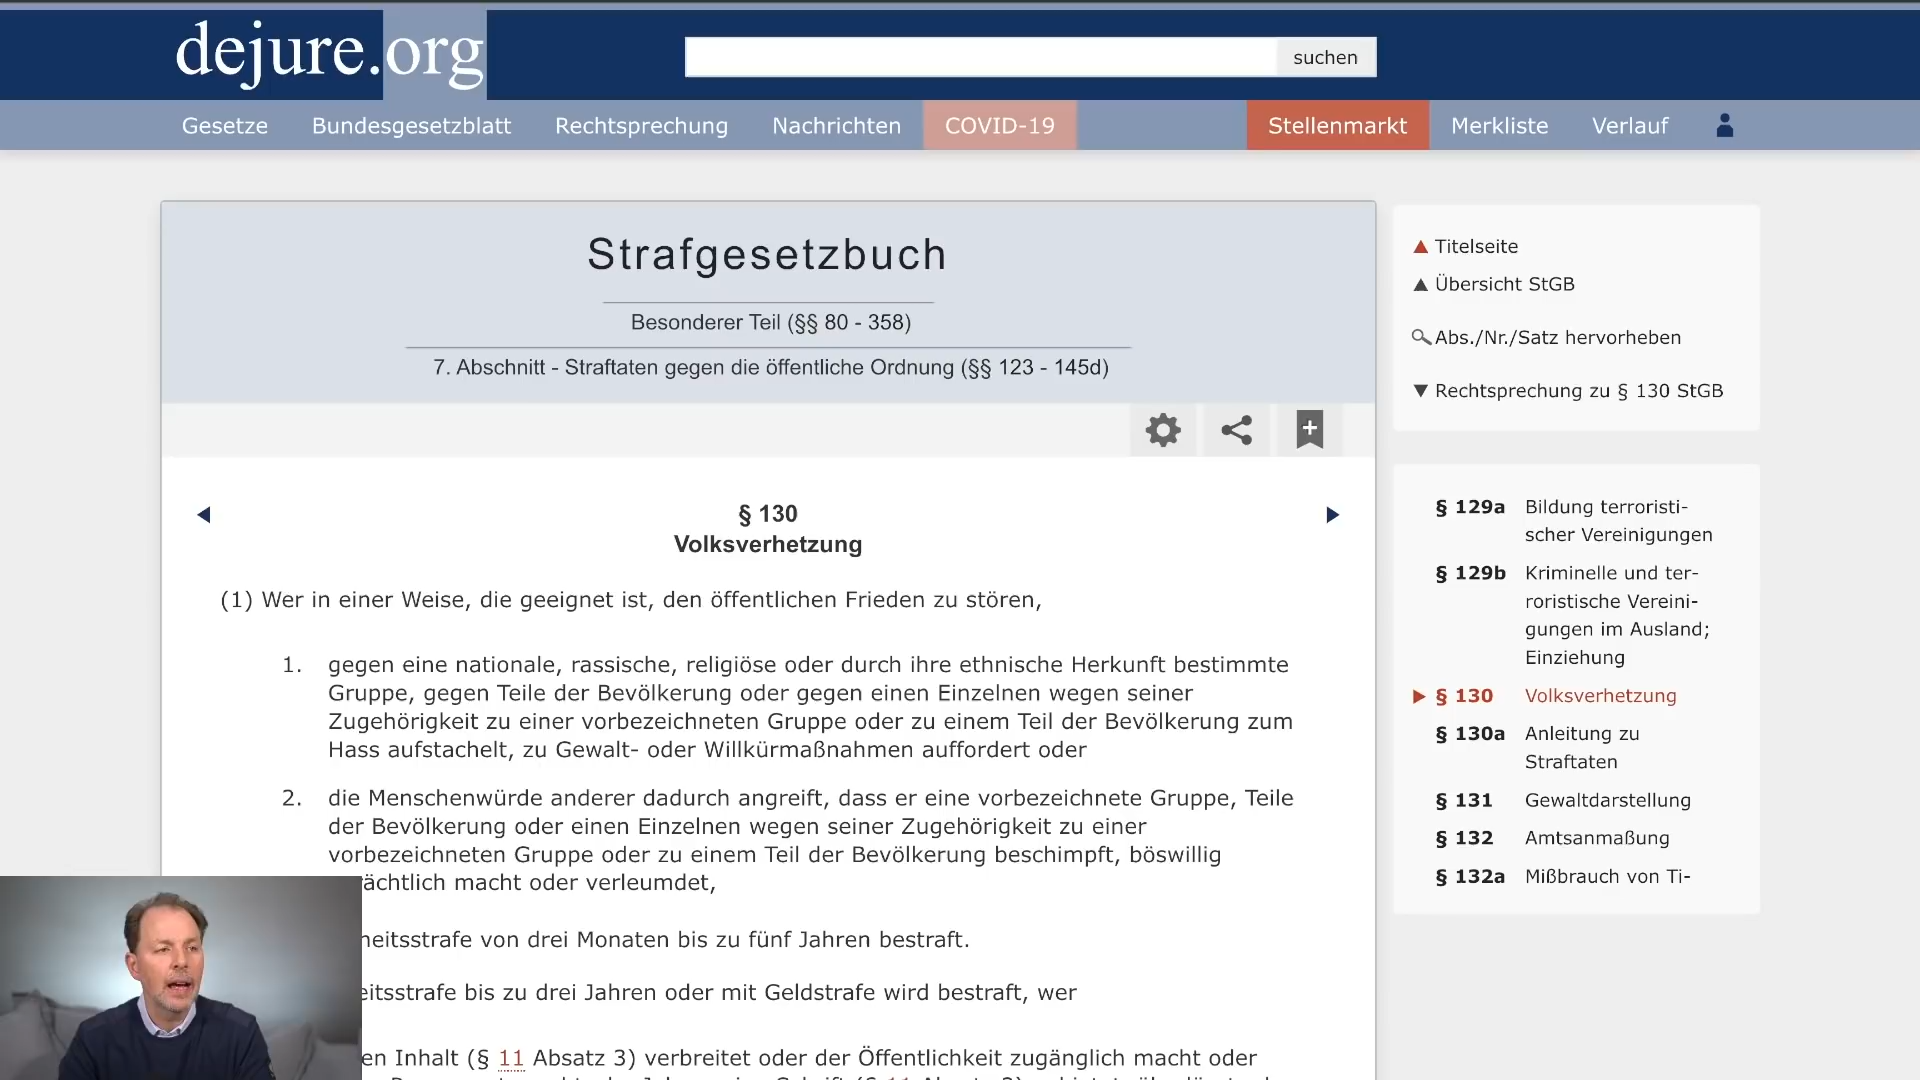 dejure.org
suchen
Gesetze Bundesgesetzblatt Rechtsprechung Nachrichten COVID-19 Stellenmarkt Merkliste Verlauf
Strafgesetzbuch
Besonderer Teil (§§ 80 - 358)
7. Abschnitt - Straftaten gegen die öffentliche Ordnung (§§ 123 - 145d)
§ 130
Volksverhetzung
(1) Wer in einer Weise, die geeignet ist, den öffentlichen Frieden zu stören,
1. gegen eine nationale, rassische, religiöse oder durch ihre ethnische Herkunft bestimmte
Gruppe, gegen Teile der Bevölkerung oder gegen einen Einzelnen wegen seiner
Zugehörigkeit zu einer vorbezeichneten Gruppe oder zu einem Teil der Bevölkerung zum
Hass aufstachelt, zu Gewalt- oder Willkürmaßnahmen auffordert oder
2. die Menschenwürde anderer dadurch angreift, dass er eine vorbezeichnete Gruppe, Teile
der Bevölkerung oder einen Einzelnen wegen seiner Zugehörigkeit zu einer
vorbezeichneten Gruppe oder zu einem Teil der Bevölkerung beschimpft, böswillig
ächtlich macht oder verleumdet,
heitsstrafe von drei Monaten bis zu fünf Jahren bestraft.
eitsstrafe bis zu drei Jahren oder mit Geldstrafe wird bestraft, wer
en Inhalt (§ 11 Absatz 3) verbreitet oder der Öffentlichkeit zugänglich macht oder
Titelseite
Übersicht StGB
Abs./Nr./Satz hervorheben
Rechtsprechung zu § 130 StGB
§ 129a Bildung terroristi-
scher Vereinigungen
§ 129b Kriminelle und ter-
roristische Vereini-
gungen im Ausland;
Einziehung
§ 130 Volksverhetzung
§ 130a Anleitung zu
Straftaten
§ 131 Gewaltdarstellung
§ 132 Amtsanmaßung
§ 132a Mißbrauch von Ti-